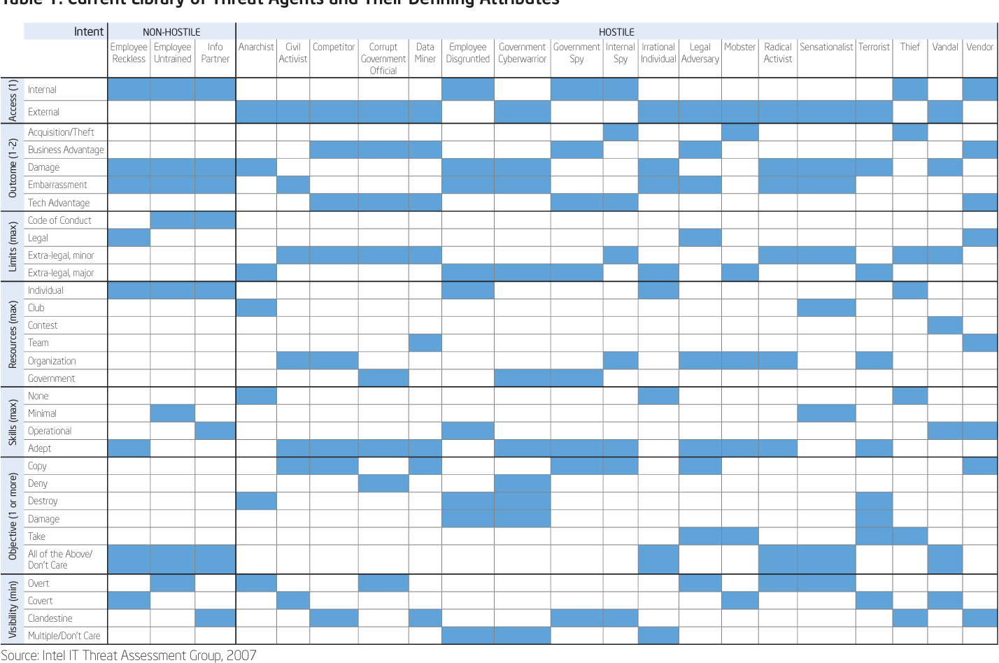 Table 1. Current Library of Threat Agents and Their Defining Attributes
Intent NON-HOSTILE HOSTILE
Employee Reckless Employee Untrained Info Partner Anarchist Civil Activist Competitor Corrupt Government Official Data Miner Employee Disgruntled Government Cyberwarrior Government Spy Internal Spy Irrational Individual Legal Adversary Mobster Radical Activist Sensationalist Terrorist Thief Vandal Vendor
Access (1)
Internal
External
Outcome (1-2)
Acquisition/Theft
Business Advantage
Damage
Embarrassment
Tech Advantage
Limits (max)
Code of Conduct
Legal
Extra-legal, minor
Extra-legal, major
Resources (max)
Individual
Club
Contest
Team
Organization
Government
Skills (max)
None
Minimal
Operational
Adept
Objective (1 or more)
Copy
Deny
Destroy
Damage
Take
All of the Above/
Don't Care
Visibility (min)
Overt
Covert
Clandestine
Multiple/Don't Care
Source: Intel IT Threat Assessment Group, 2007